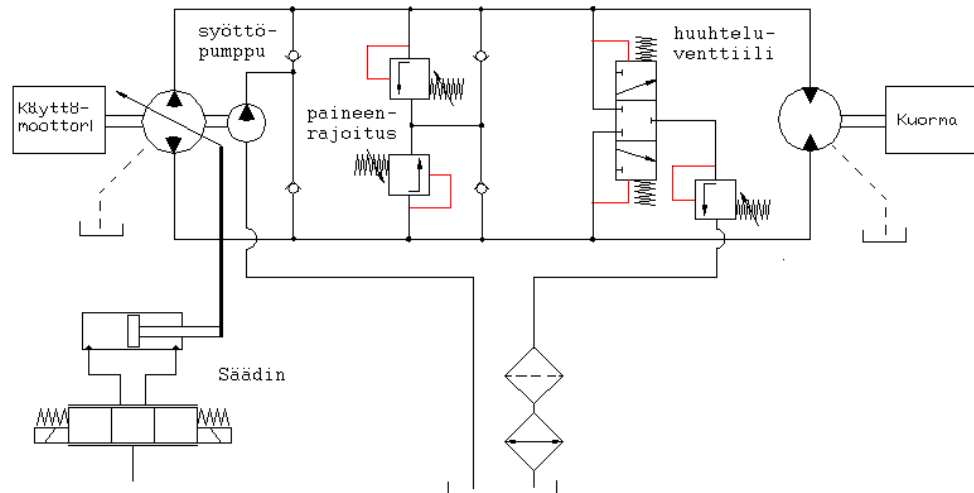 syöttö-
pumppu
huuhtelu-
venttiili
Käyttö-
moottori
paineen-
rajoitus
Kuorma
Säädin